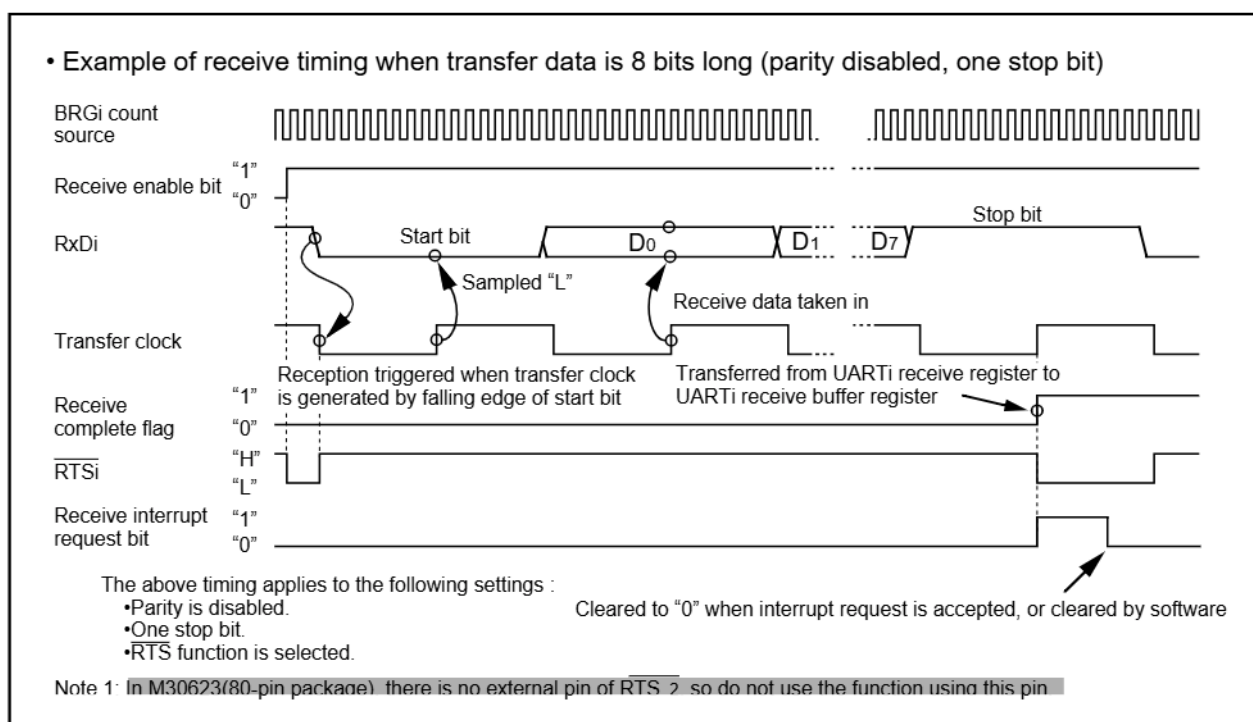 • Example of receive timing when transfer data is 8 bits long (parity disabled, one stop bit)
BRGi count
source
Receive enable bit
“1”
“0”
RxDi
Start bit
D0
D1
D7
Stop bit
Sampled “L”
Receive data taken in
Transfer clock
Reception triggered when transfer clock
is generated by falling edge of start bit
Transferred from UARTi receive register to
UARTi receive buffer register
Receive
complete flag
“1”
“0”
RTSi
“H”
“L”
Receive interrupt
request bit
“1”
“0”
The above timing applies to the following settings :
•Parity is disabled.
•One stop bit.
•RTS function is selected.
Cleared to “0” when interrupt request is accepted, or cleared by software
Note 1: In M30623(80-pin package), there is no external pin of RTS 2, so do not use the function using this pin